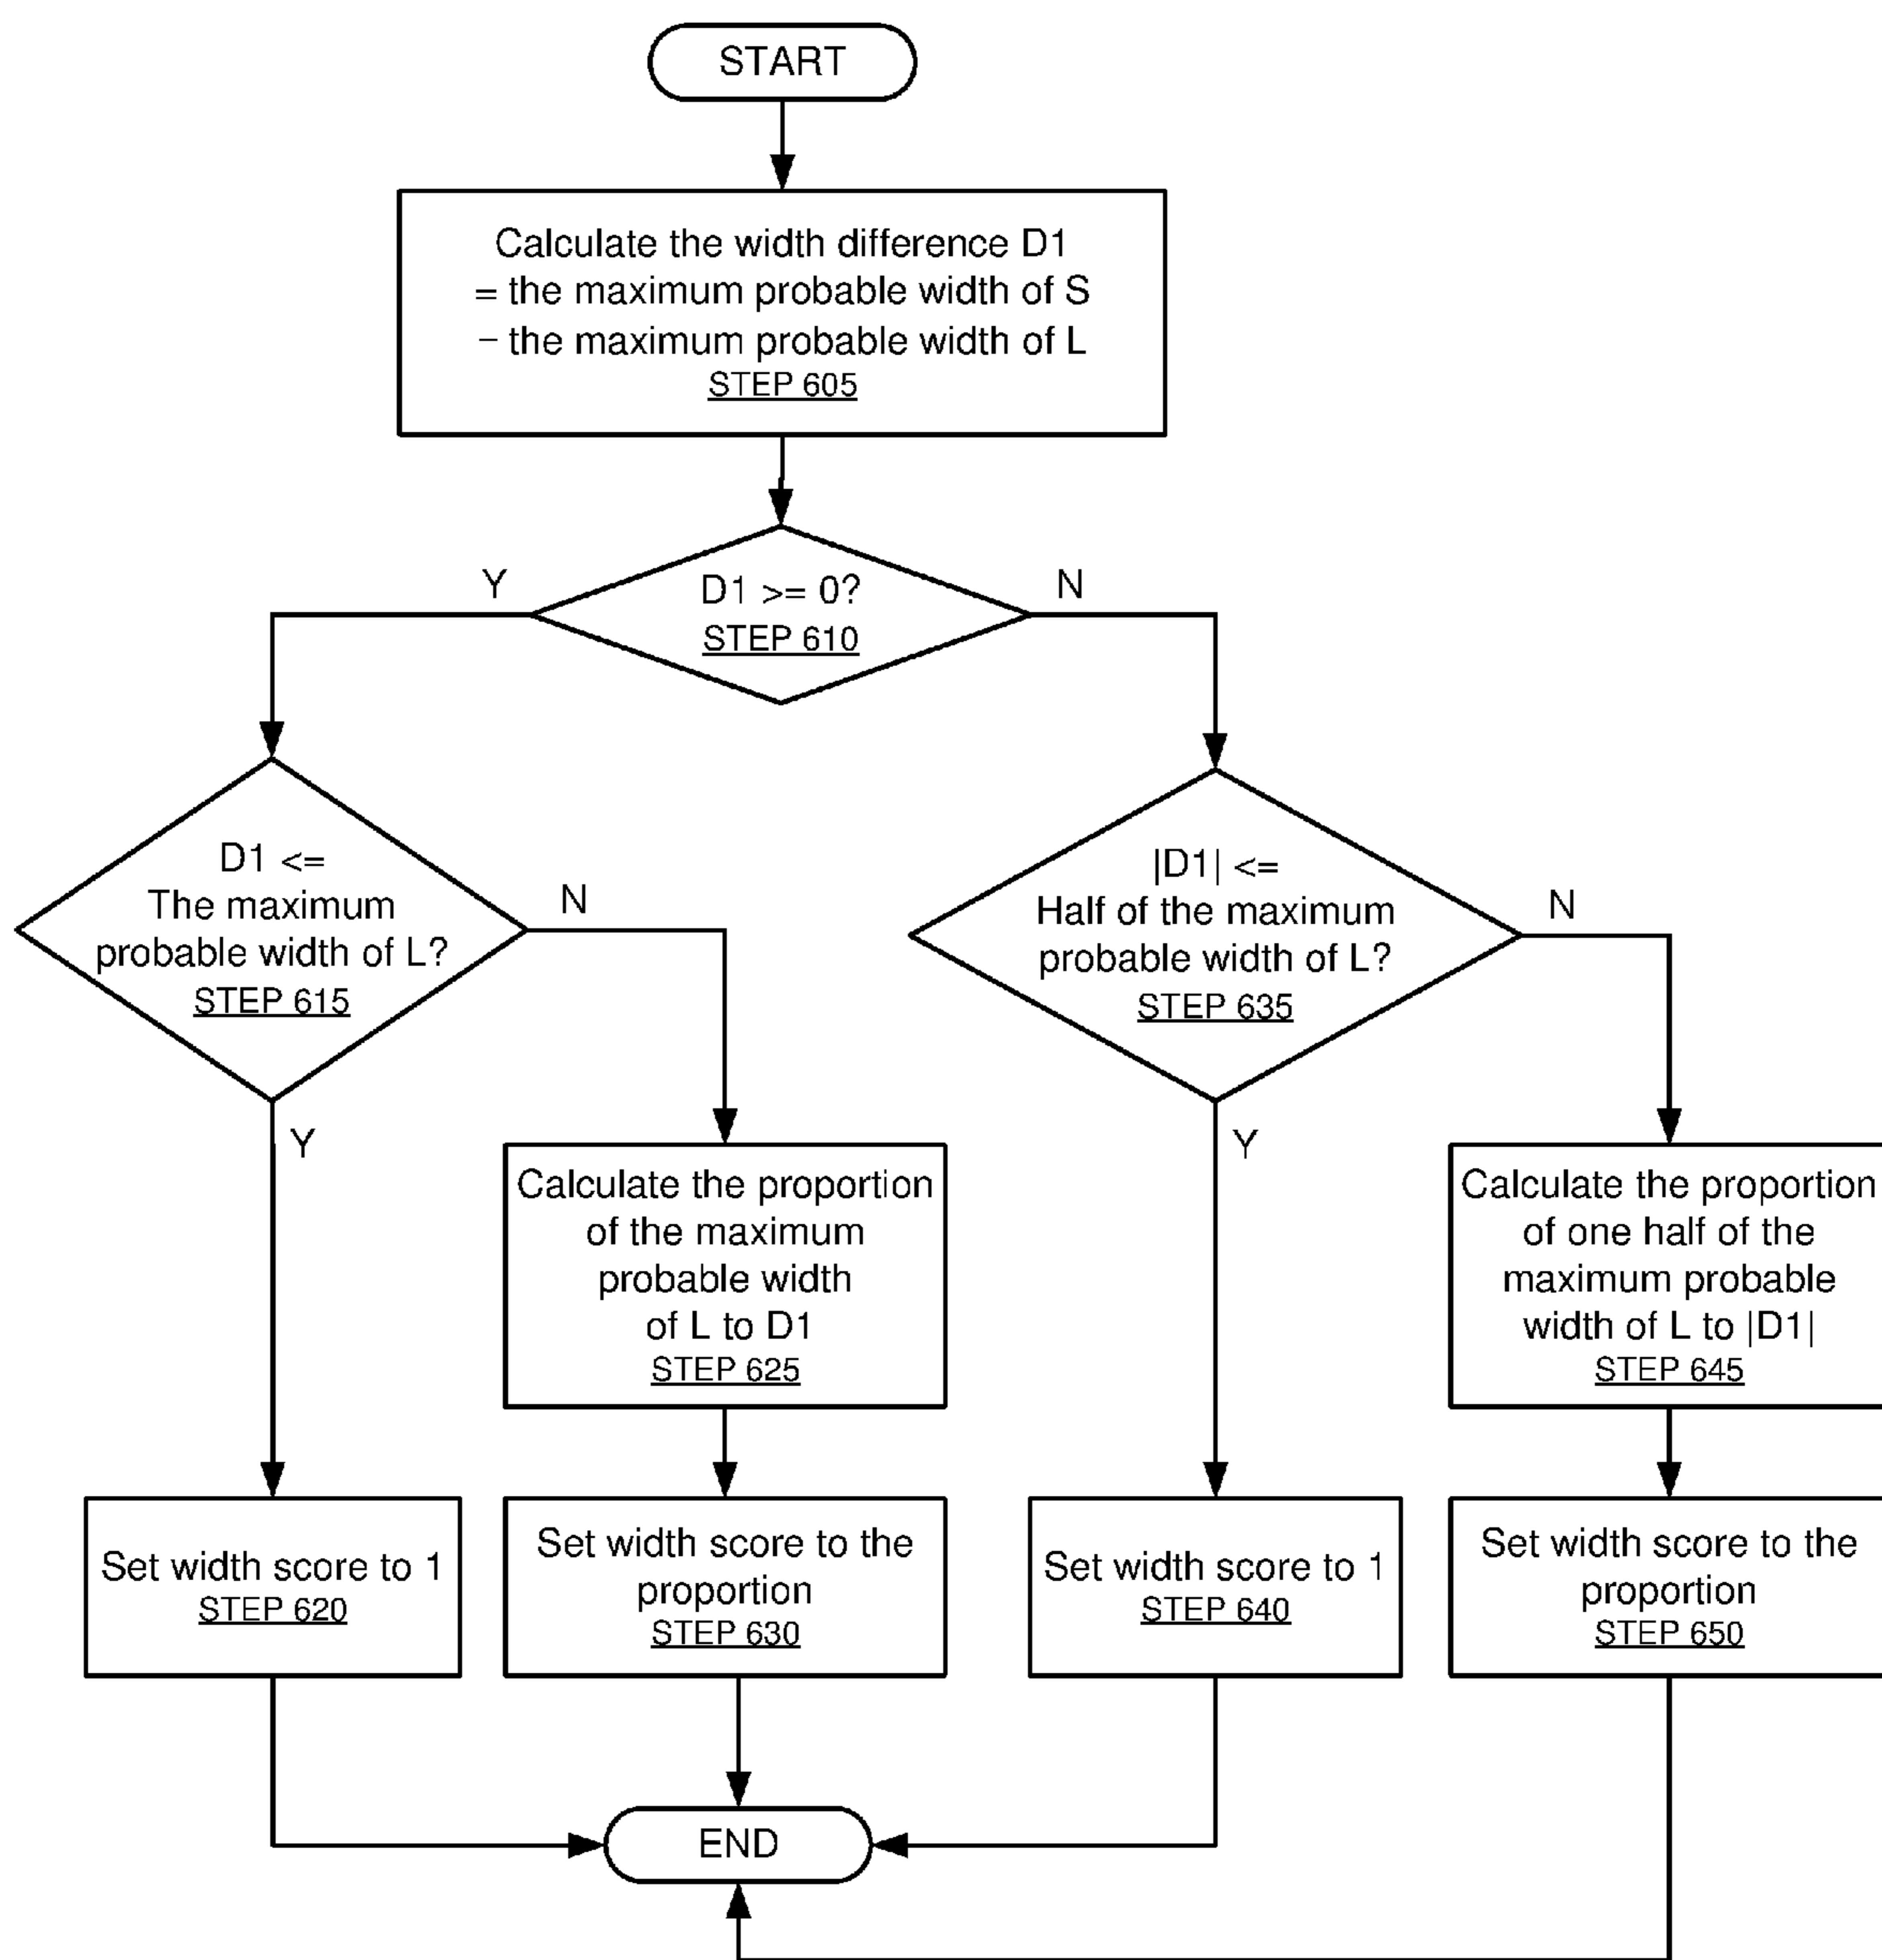 START
Calculate the width difference D1
= the maximum probable width of S
– the maximum probable width of L
STEP 605
Y
D1 >= 0?
STEP 610
N
D1 <=
The maximum
probable width of L?
STEP 615
N
Y
|D1| <=
Half of the maximum
probable width of L?
STEP 635
N
Y
Calculate the proportion
of the maximum
probable width
of L to D1
STEP 625
Calculate the proportion
of one half of the
maximum probable
width of L to |D1|
STEP 645
Set width score to 1
STEP 620
Set width score to the
proportion
STEP 630
Set width score to 1
STEP 640
Set width score to the
proportion
STEP 650
END